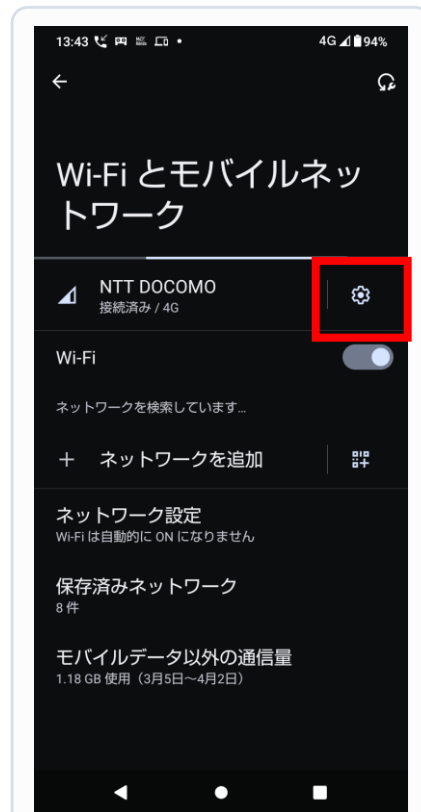 13:43
4G 94%
Wi-Fi とモバイルネッ
トワーク
NTT DOCOMO
接続済み / 4G
Wi-Fi
ネットワークを検索しています…
ネットワークを追加
ネットワーク設定
Wi-Fi は自動的に ON になりません
保存済みネットワーク
8 件
モバイルデータ以外の通信量
1.18 GB 使用（3月5日～4月2日）